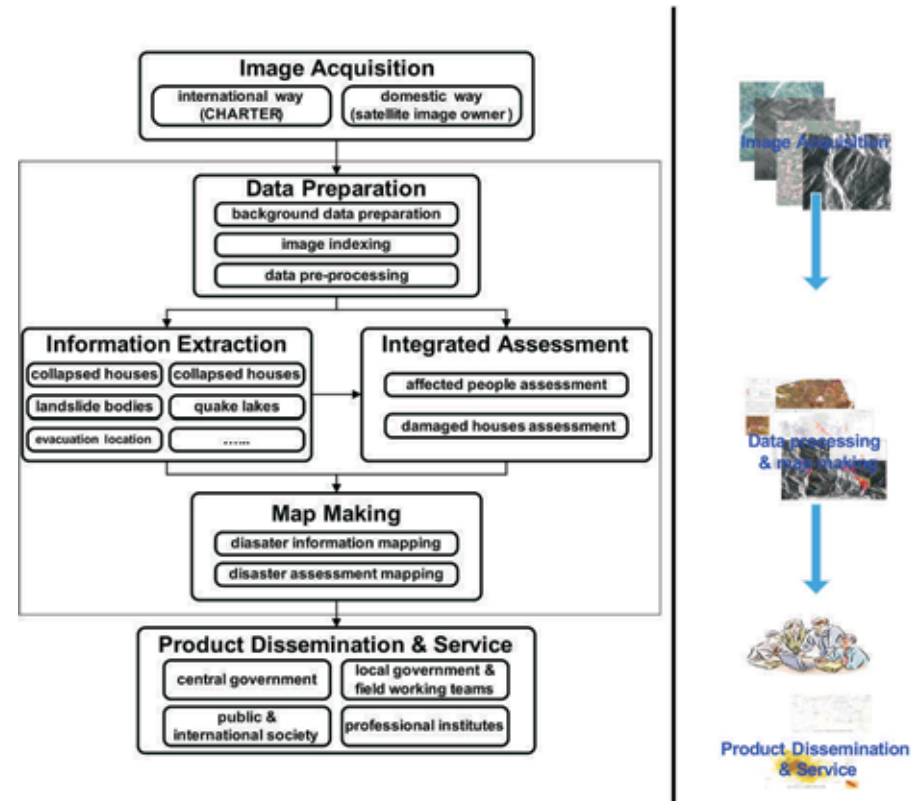 Image Acquisition
international way
(CHARTER)
domestic way
(satellite image owner )
Data Preparation
background data preparation
image indexing
data pre-processing
Information Extraction
collapsed houses
collapsed houses
landslide bodies
quake lakes
evacuation location
…...
Integrated Assessment
affected people assessment
damaged houses assessment
Map Making
diasater information mapping
disaster assessment mapping
Product Dissemination & Service
central government
local government &
field working teams
public &
international society
professional institutes
Image Acquisition
Data processing
& map making
Product Dissemination
& Service